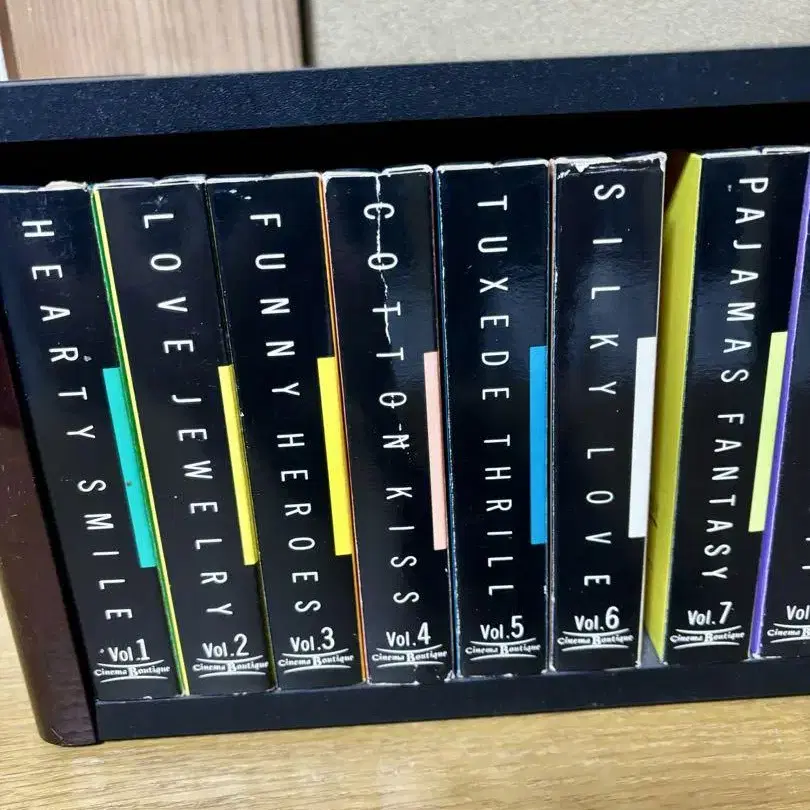 HEARTY SMILE
Vol.1
Cinema Boutique
LOVE JEWELRY
Vol.2
Cinema Boutique
FUNNY HEROES
Vol.3
Cinema Boutique
COTTON KISS
Vol.4
Cinema Boutique
TUXEDE THRILL
Vol.5
Cinema Boutique
SILKY LOVE
Vol.6
Cinema Boutique
PAJAMAS FANTASY
Vol.7
Cinema Boutique